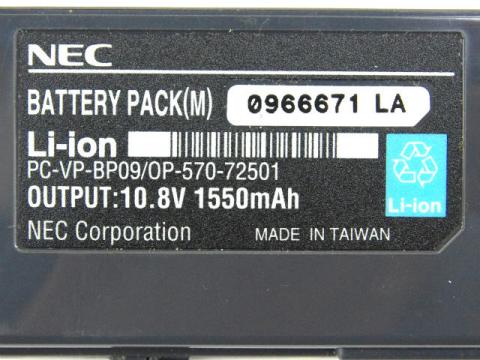 NEC
BATTERY PACK(M) 0966671 LA
Li-ion
PC-VP-BP09/OP-570-72501
OUTPUT:10.8V 1550mAh
Li-ion
NEC Corporation MADE IN TAIWAN